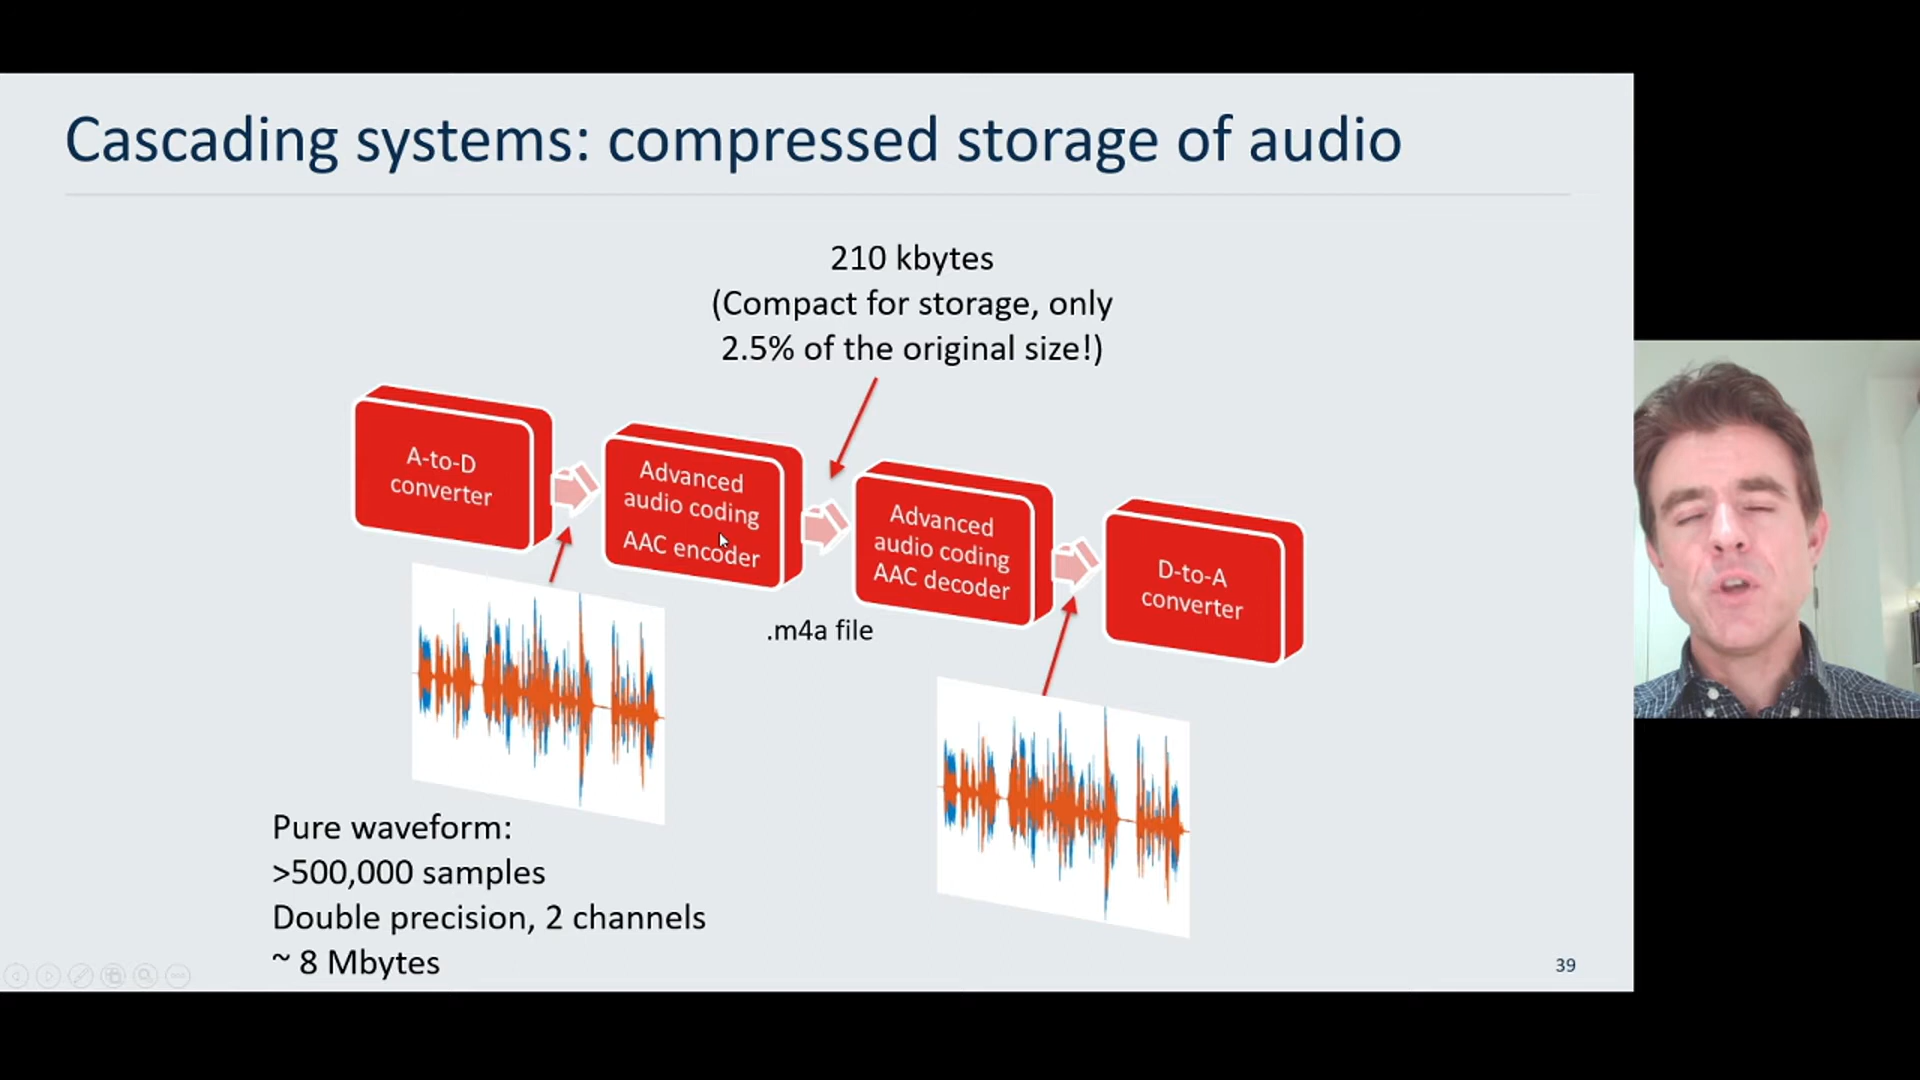 Cascading systems: compressed storage of audio
210 kbytes
(Compact for storage, only
2.5% of the original size!)
A-to-D
converter
Advanced
audio coding
AAC encoder
Advanced
audio coding
AAC decoder
D-to-A
converter
.m4a file
Pure waveform:
>500,000 samples
Double precision, 2 channels
~ 8 Mbytes
39